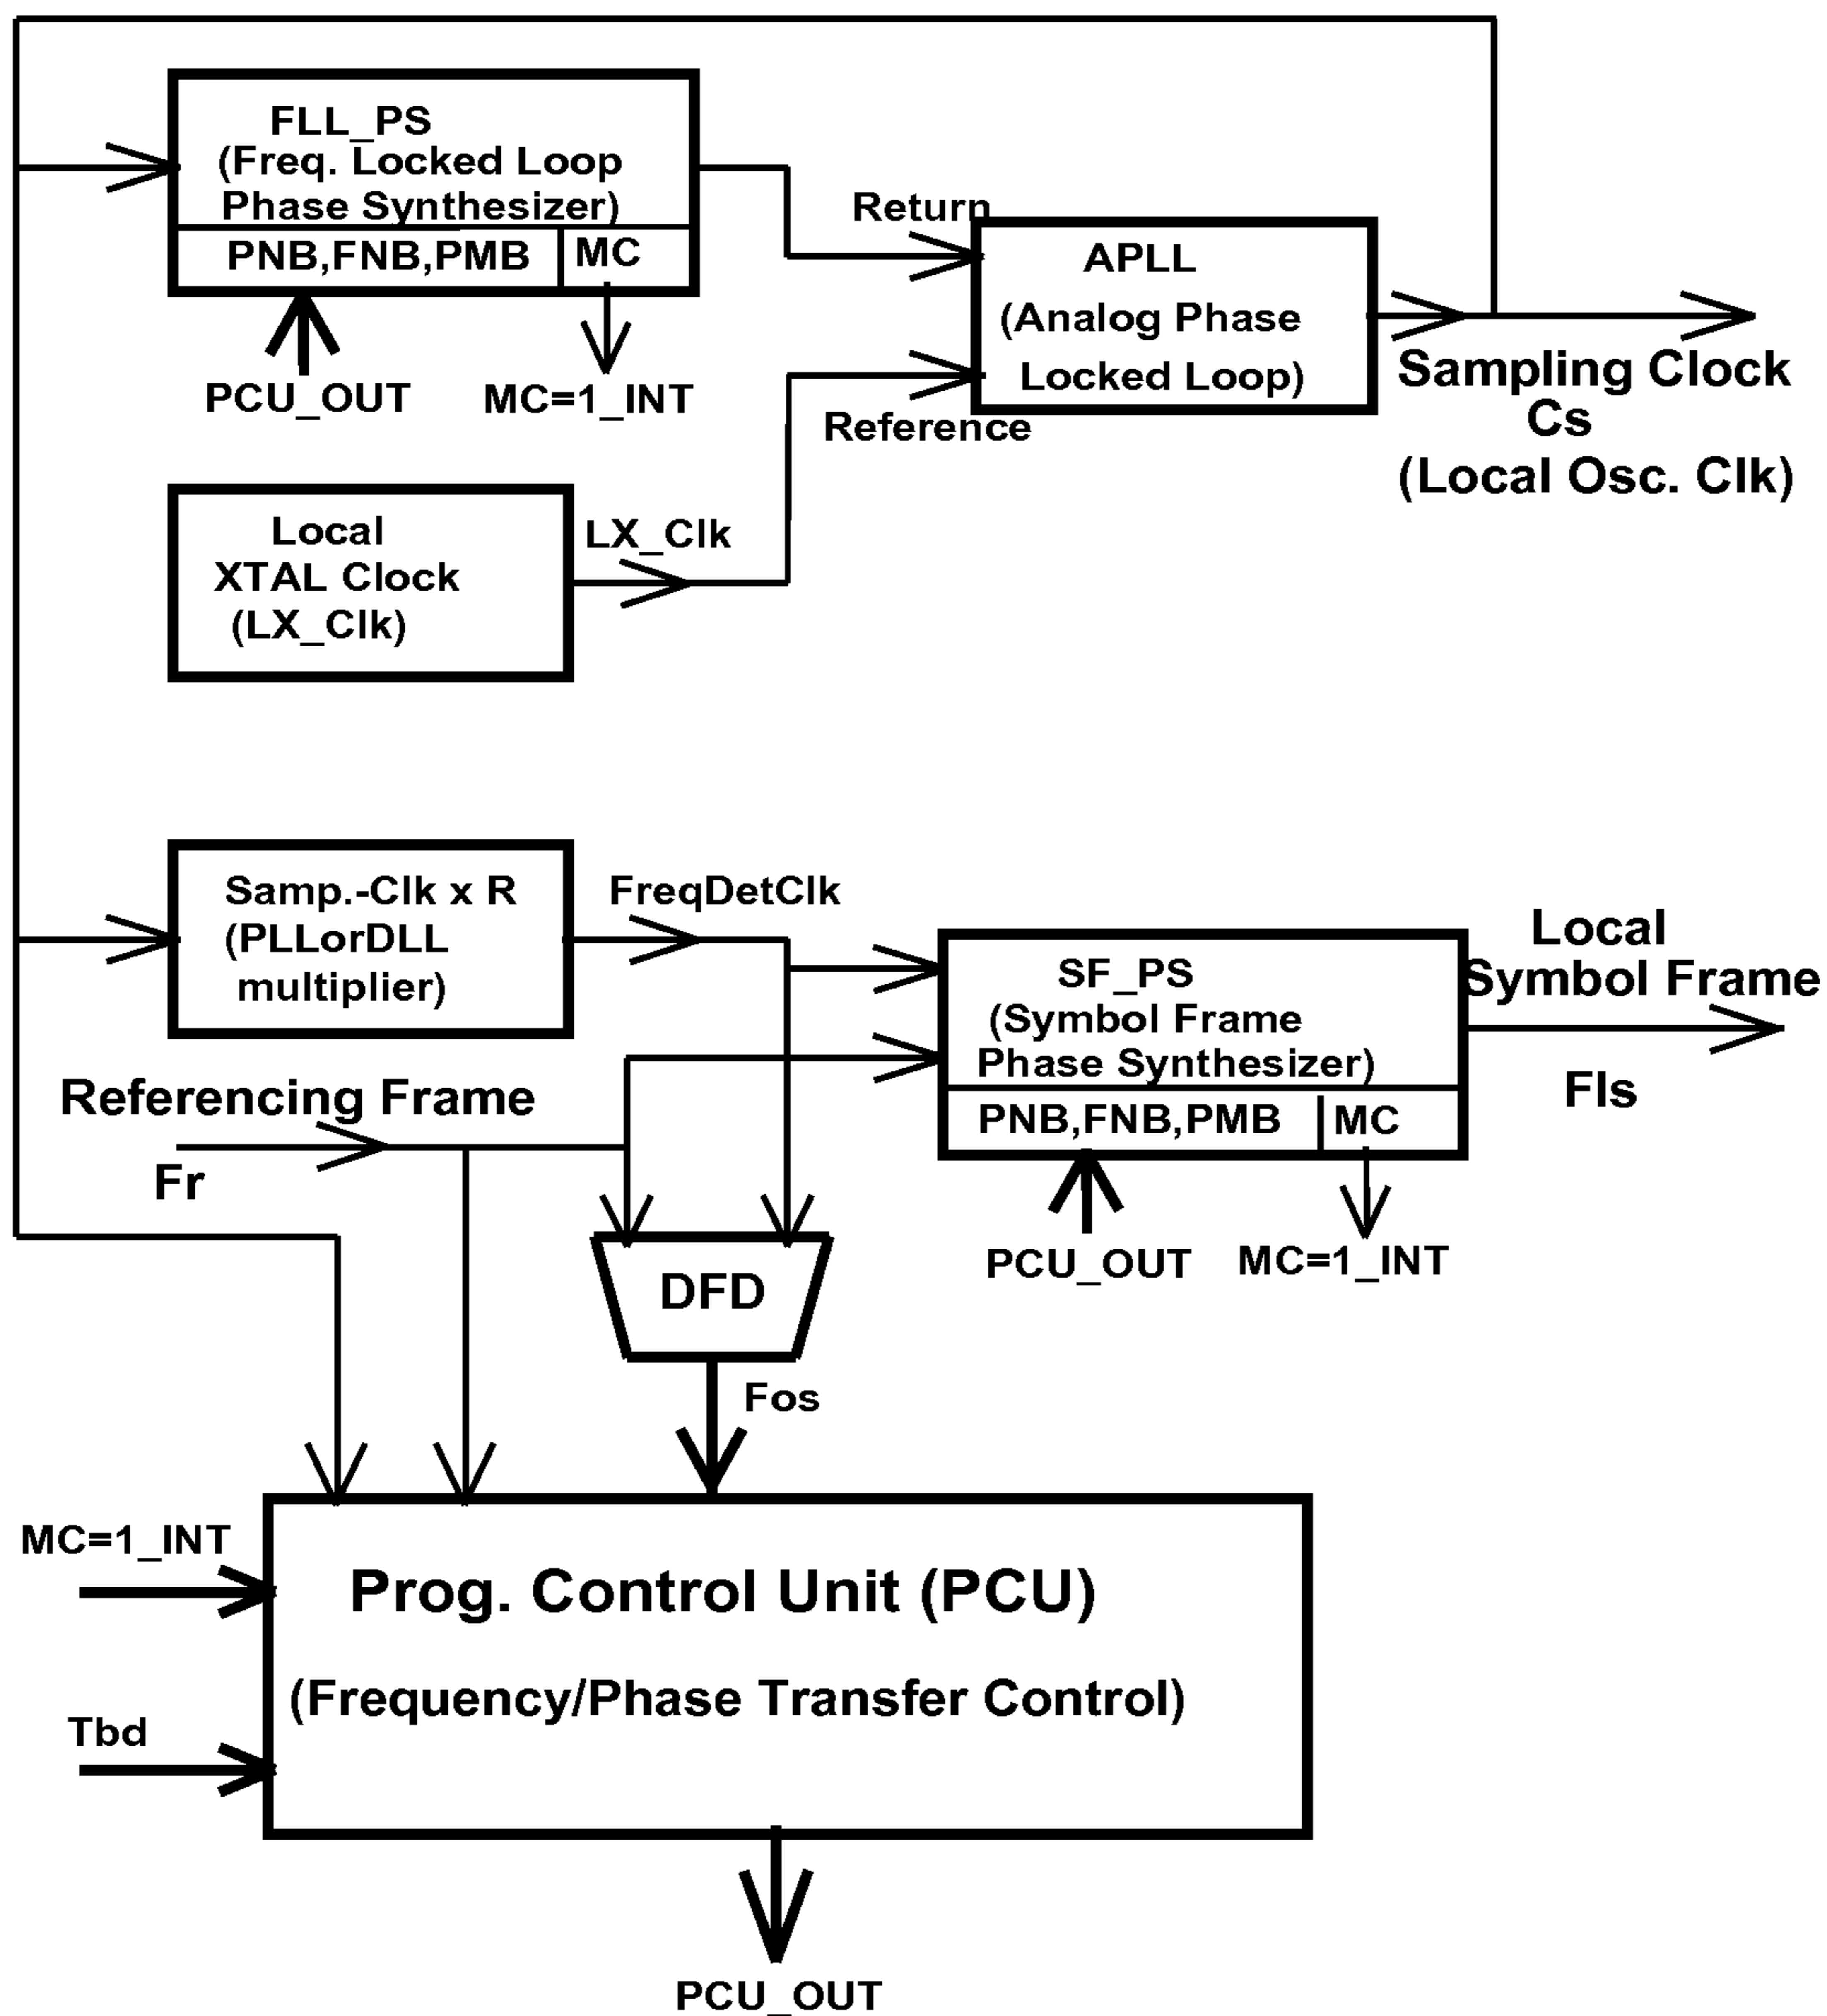 FLL_PS
(Freq. Locked Loop
Phase Synthesizer)
PNB,FNB,PMB
MC
PCU_OUT
MC=1_INT
Return
APLL
(Analog Phase
Locked Loop)
Reference
Sampling Clock
Cs
(Local Osc. Clk)
Local
XTAL Clock
(LX_Clk)
LX_Clk
Samp.-Clk x R
(PLLorDLL
multiplier)
FreqDetClk
SF_PS
(Symbol Frame
Phase Synthesizer)
PNB,FNB,PMB
MC
Local
Symbol Frame
Fls
Referencing Frame
Fr
PCU_OUT
MC=1_INT
DFD
Fos
MC=1_INT
Prog. Control Unit (PCU)
(Frequency/Phase Transfer Control)
Tbd
PCU_OUT